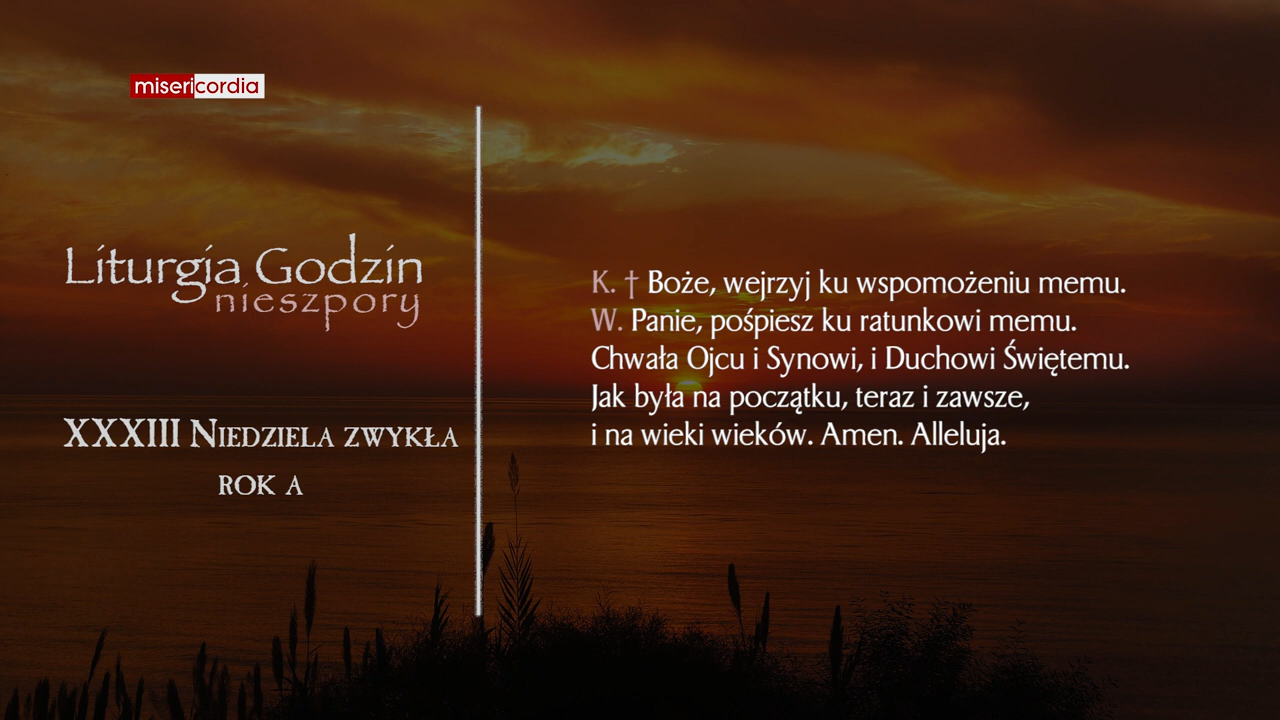 misericordia
Liturgia Godzin
nieszpory
XXXIII Niedziela zwykła
rok A
K. † Boże, wejrzyj ku wspomożeniu memu.
W. Panie, pośpiesz ku ratunkowi memu.
Chwała Ojcu i Synowi, i Duchowi Świętemu.
Jak była na początku, teraz i zawsze,
i na wieki wieków. Amen. Alleluja.